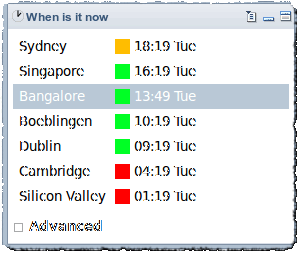 When is it now
Sydney 18:19 Tue
Singapore 16:19 Tue
Bangalore 13:49 Tue
Boeblingen 10:19 Tue
Dublin 09:19 Tue
Cambridge 04:19 Tue
Silicon Valley 01:19 Tue
Advanced